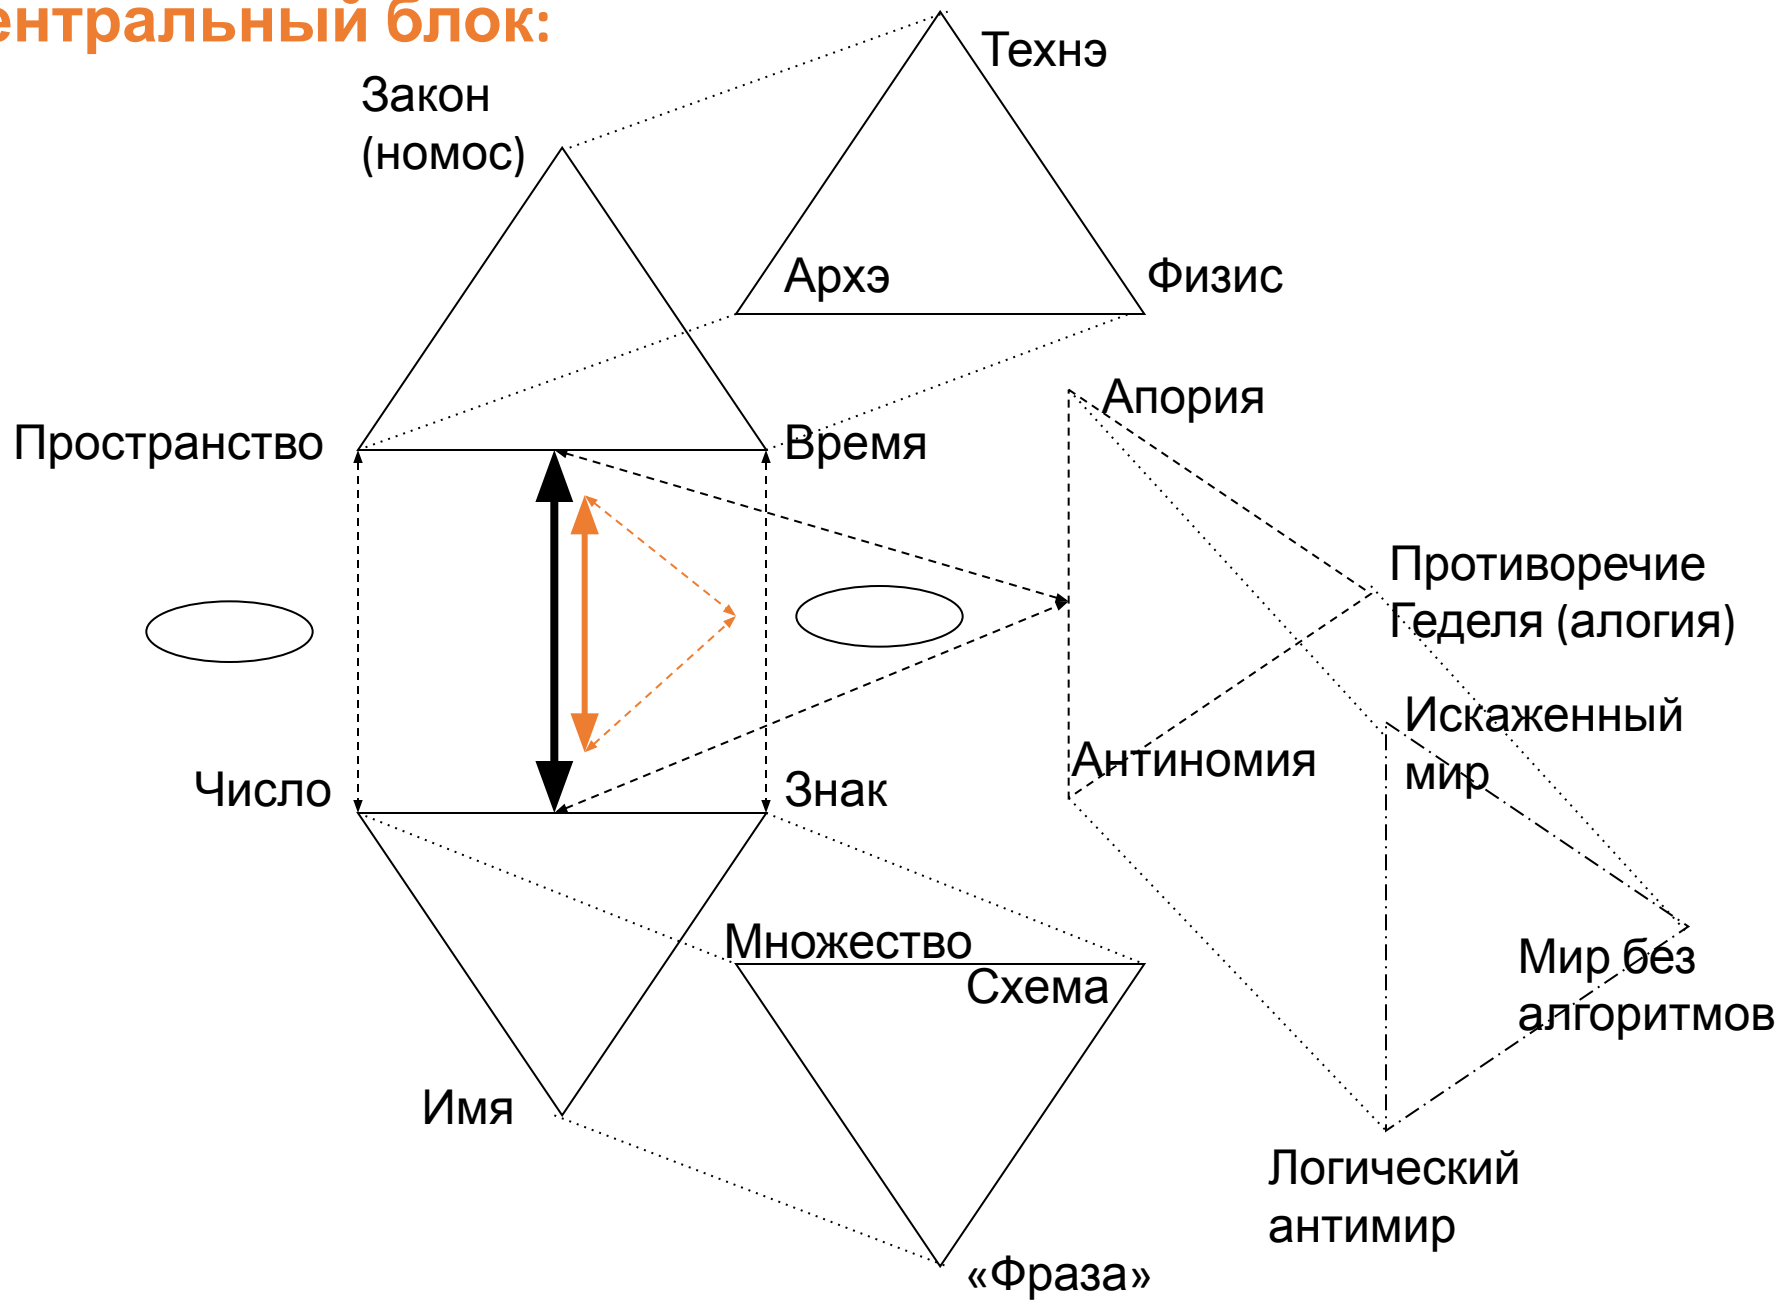 ентральный блок:
Технэ
Закон
(номос)
Архэ
Физис
Апория
Пространство
Время
Противоречие
Геделя (алогия)
Искаженный
мир
Антиномия
Число
Знак
Множество
Схема
Мир без
алгоритмов
Имя
Логический
антимир
«Фраза»